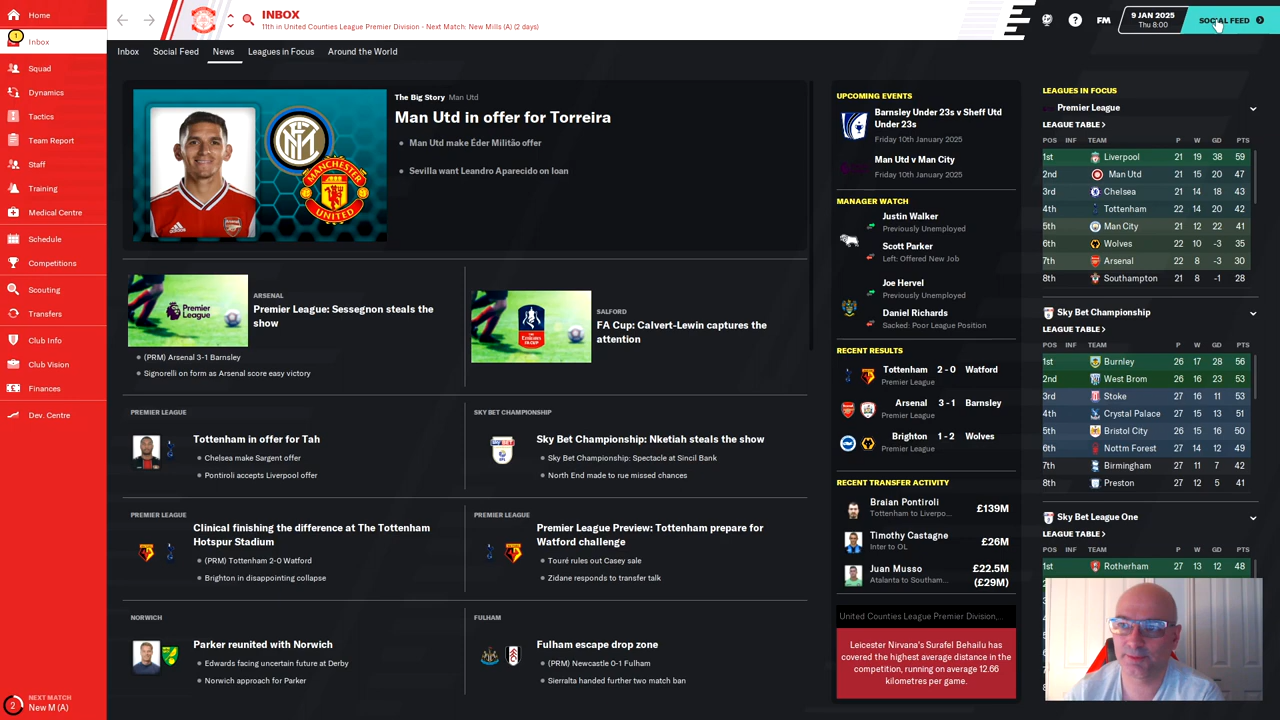 Home
INBOX
11th in United Counties League Premier Division - Next Match: New Mills (A) (2 days)
FM
9 JAN 2025
Thu 8:00
SOCIAL FEED
1
Inbox
Squad
Dynamics
Tactics
Team Report
Staff
Training
Medical Centre
Schedule
Competitions
Scouting
Transfers
Club Info
Club Vision
Finances
Dev. Centre
2
NEXT MATCH
New M (A)
Inbox
Social Feed
News
Leagues in Focus
Around the World
The Big Story Man Utd
Man Utd in offer for Torreira
Man Utd make Éder Militão offer
Sevilla want Leandro Aparecido on loan
Premier League
ARSENAL
Premier League: Sessegnon steals the show
(PRM) Arsenal 3-1 Barnsley
Signorelli on form as Arsenal score easy victory
SALFORD
FA Cup: Calvert-Lewin captures the attention
PREMIER LEAGUE
Tottenham in offer for Tah
Chelsea make Sargent offer
Pontiroli accepts Liverpool offer
SKY BET CHAMPIONSHIP
Sky Bet Championship: Nketiah steals the show
Sky Bet Championship: Spectacle at Sincil Bank
North End made to rue missed chances
PREMIER LEAGUE
Clinical finishing the difference at The Tottenham Hotspur Stadium
(PRM) Tottenham 2-0 Watford
Brighton in disappointing collapse
PREMIER LEAGUE
Premier League Preview: Tottenham prepare for Watford challenge
Touré rules out Casey sale
Zidane responds to transfer talk
NORWICH
Parker reunited with Norwich
Edwards facing uncertain future at Derby
Norwich approach for Parker
FULHAM
Fulham escape drop zone
(PRM) Newcastle 0-1 Fulham
Sierralta handed further two match ban
UPCOMING EVENTS
Barnsley Under 23s v Sheff Utd
Under 23s
Friday 10th January 2025
Man Utd v Man City
Friday 10th January 2025
MANAGER WATCH
Justin Walker
Previously Unemployed
Scott Parker
Left: Offered New Job
Joe Hervel
Previously Unemployed
Daniel Richards
Sacked: Poor League Position
RECENT RESULTS
Tottenham 2 - 0 Watford
Premier League
Arsenal 3 - 1 Barnsley
Premier League
Brighton 1 - 2 Wolves
Premier League
RECENT TRANSFER ACTIVITY
Braian Pontiroli
Tottenham to Liverpo...
£139M
Timothy Castagne
Inter to OL
£26M
Juan Musso
Atalanta to Southam...
£22.5M
(£29M)
United Counties League Premier Division,...
Leicester Nirvana's Surafel Behailu has
covered the highest average distance in the
competition, running on average 12.66
kilometres per game.
LEAGUES IN FOCUS
Premier League
LEAGUE TABLE
POS INF TEAM P W GD PTS
1st Liverpool 21 19 38 59
2nd Man Utd 21 15 20 47
3rd Chelsea 21 14 18 43
4th Tottenham 22 14 20 42
5th Man City 21 12 22 41
6th Wolves 22 10 -3 35
7th Arsenal 22 8 -3 30
8th Southampton 21 8 -1 28
Sky Bet Championship
LEAGUE TABLE
POS INF TEAM P W GD PTS
1st Burnley 26 17 28 56
2nd West Brom 26 16 23 53
3rd Stoke 27 16 11 53
4th Crystal Palace 27 15 13 51
5th Bristol City 26 15 16 50
6th Nottm Forest 27 14 12 49
7th Birmingham 27 11 7 42
8th Preston 27 12 5 41
Sky Bet League One
LEAGUE TABLE
POS INF TEAM P W GD PTS
1st Rotherham 27 13 12 48